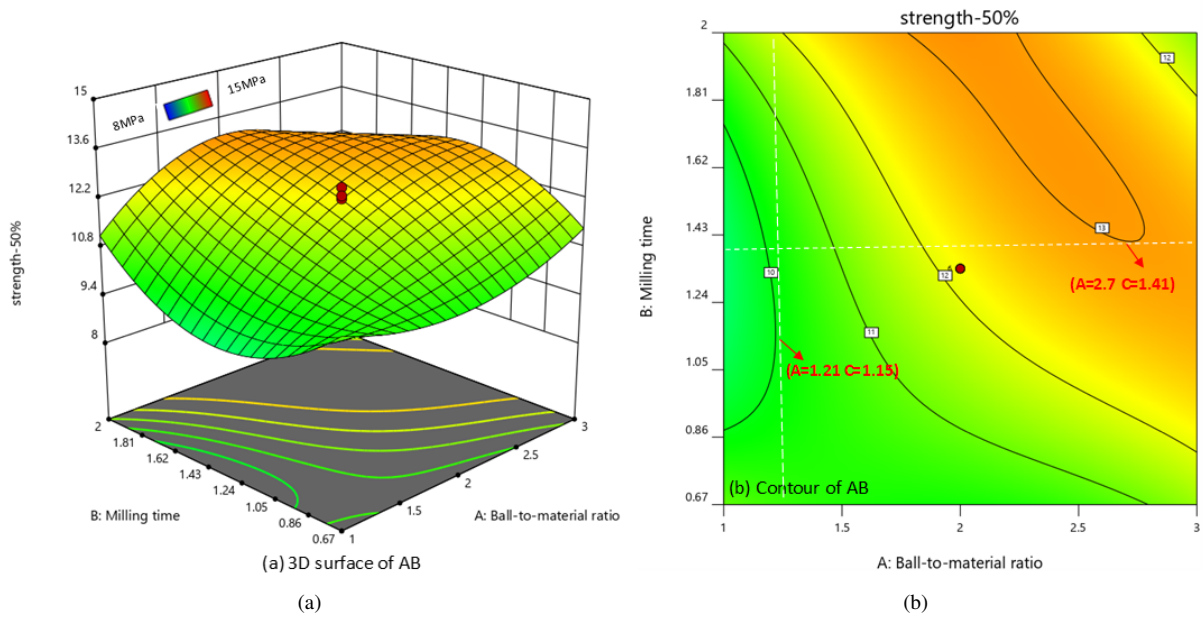 15
13.6
12.2
10.8
9.4
8
strength-50%
8MPa
15MPa
2
1.81
1.62
1.43
1.24
1.05
0.86
0.67
1
1.5
2
2.5
3
B: Milling time
A: Ball-to-material ratio
(a) 3D surface of AB
(a)
strength-50%
2
1.81
1.62
1.43
1.24
1.05
0.86
0.67
B: Milling time
12
13
10
12
11
(A=2.7 C=1.41)
(A=1.21 C=1.15)
(b) Contour of AB
1
1.5
2
2.5
3
A: Ball-to-material ratio
(b)